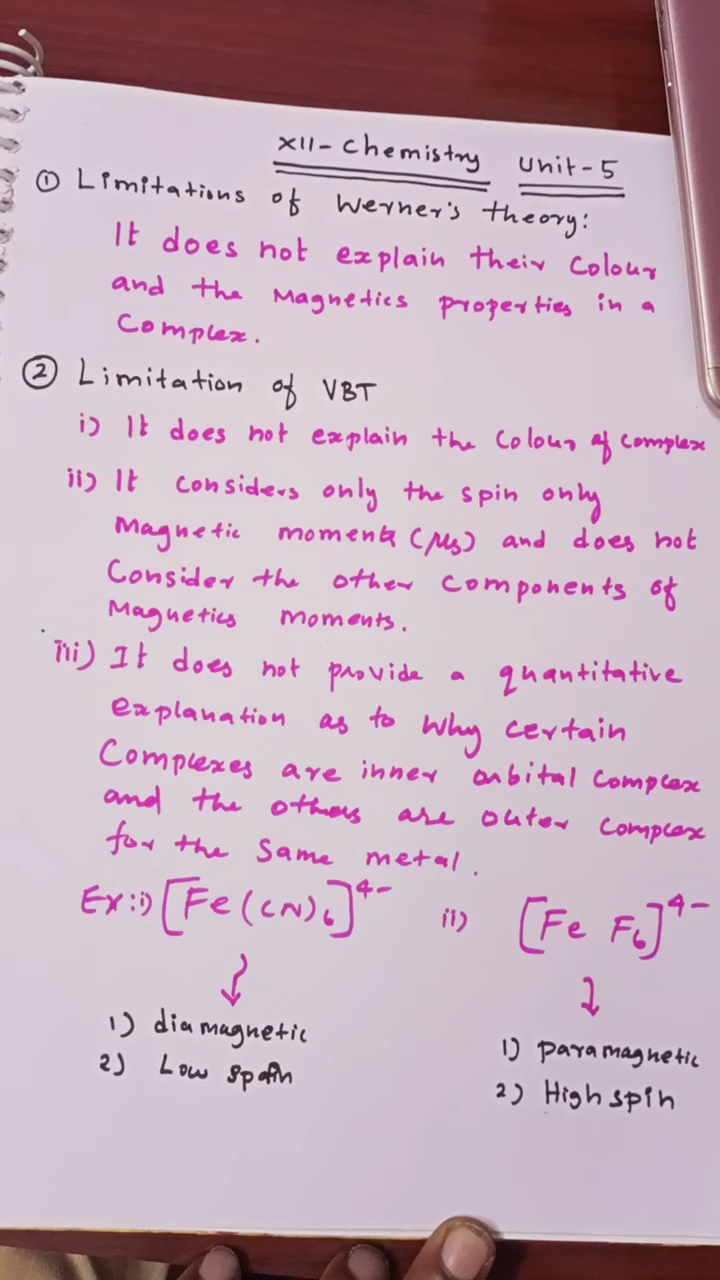 XII - Chemistry Unit - 5
① Limitations of Werner's theory:
It does not explain their colour
and the Magnetics properties in a
Complex.
② Limitation of VBT
i) It does not explain the colour of complex
ii) It considers only the spin only
magnetic moments (μs) and does not
Consider the other components of
Magnetics moments.
iii) It does not provide a quantitative
explanation as to why certain
Complexes are inner orbital complex
and the others are outer complex
for the same metal.
Ex: i) [Fe(CN)6]4- ii) [Fe F6]4-
1) diamagnetic
2) Low spin
1) paramagnetic
2) High spin